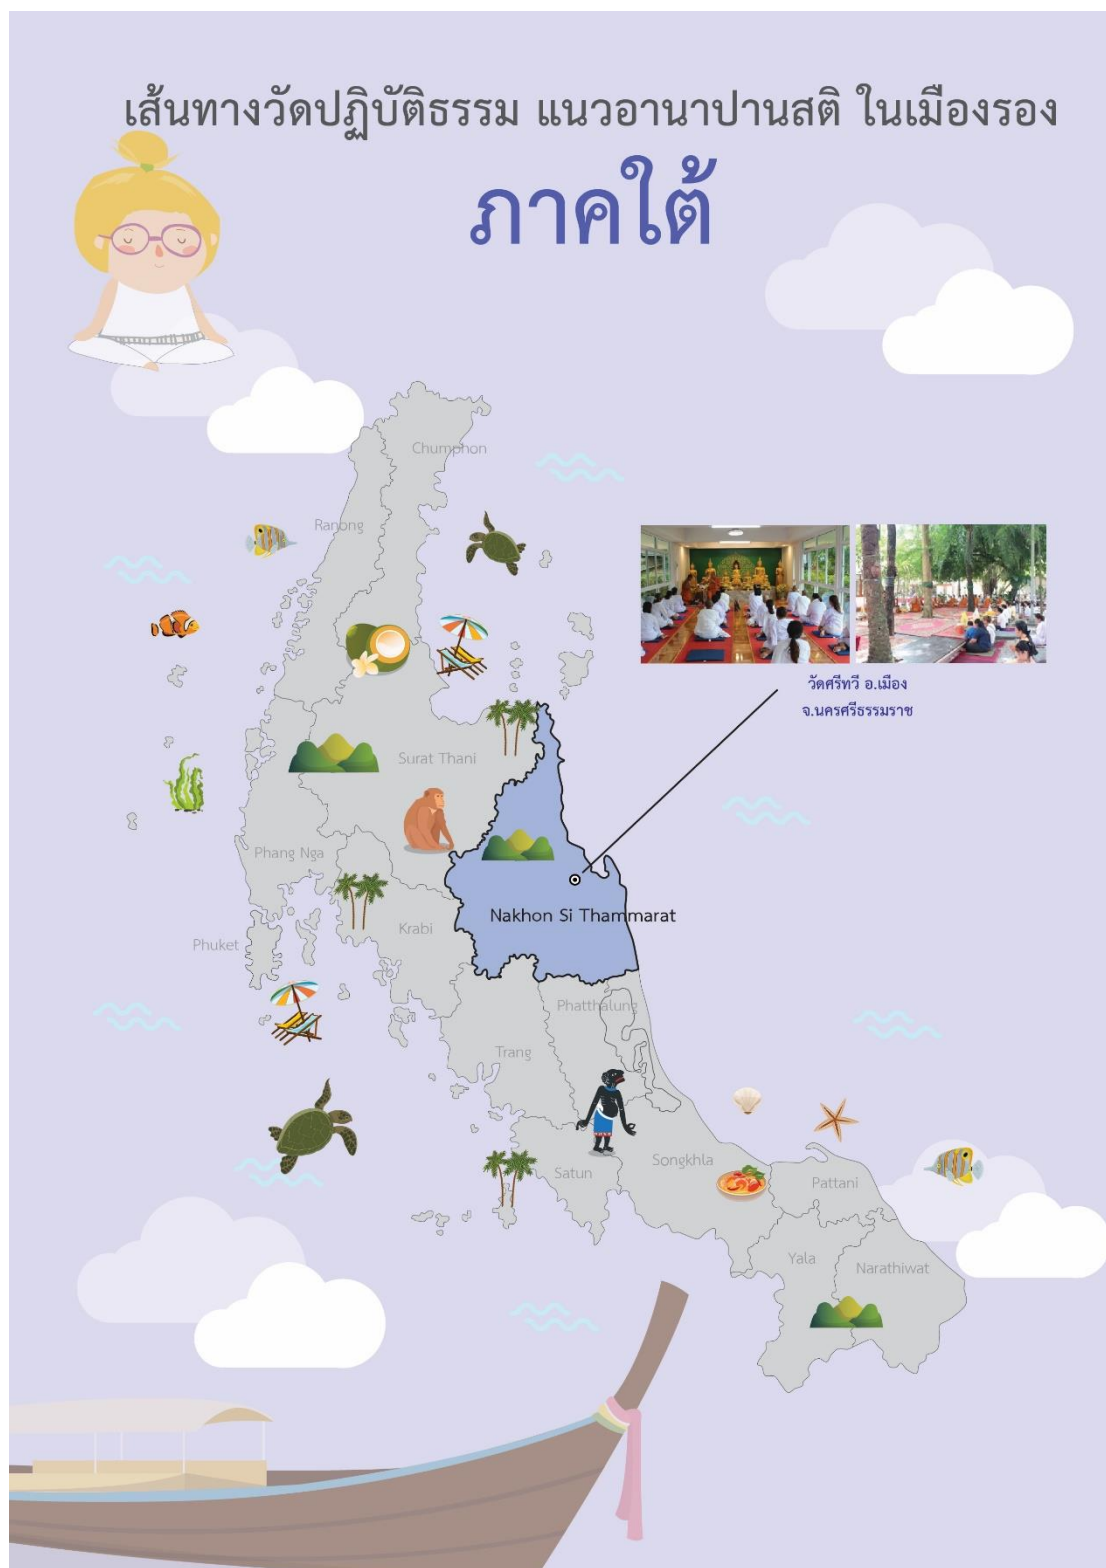 เส้นทางวัดปฏิบัติธรรม แนวอานาปานสติ ในเมืองรอง
ภาคใต้
Chumphon
Ranong
วัดศรีทวี อ.เมือง
จ.นครศรีธรรมราช
Surat Thani
Phang Nga
Nakhon Si Thammarat
Krabi
Phuket
Phatthalung
Trang
Songkhla
Satun
Pattani
Yala
Narathiwat